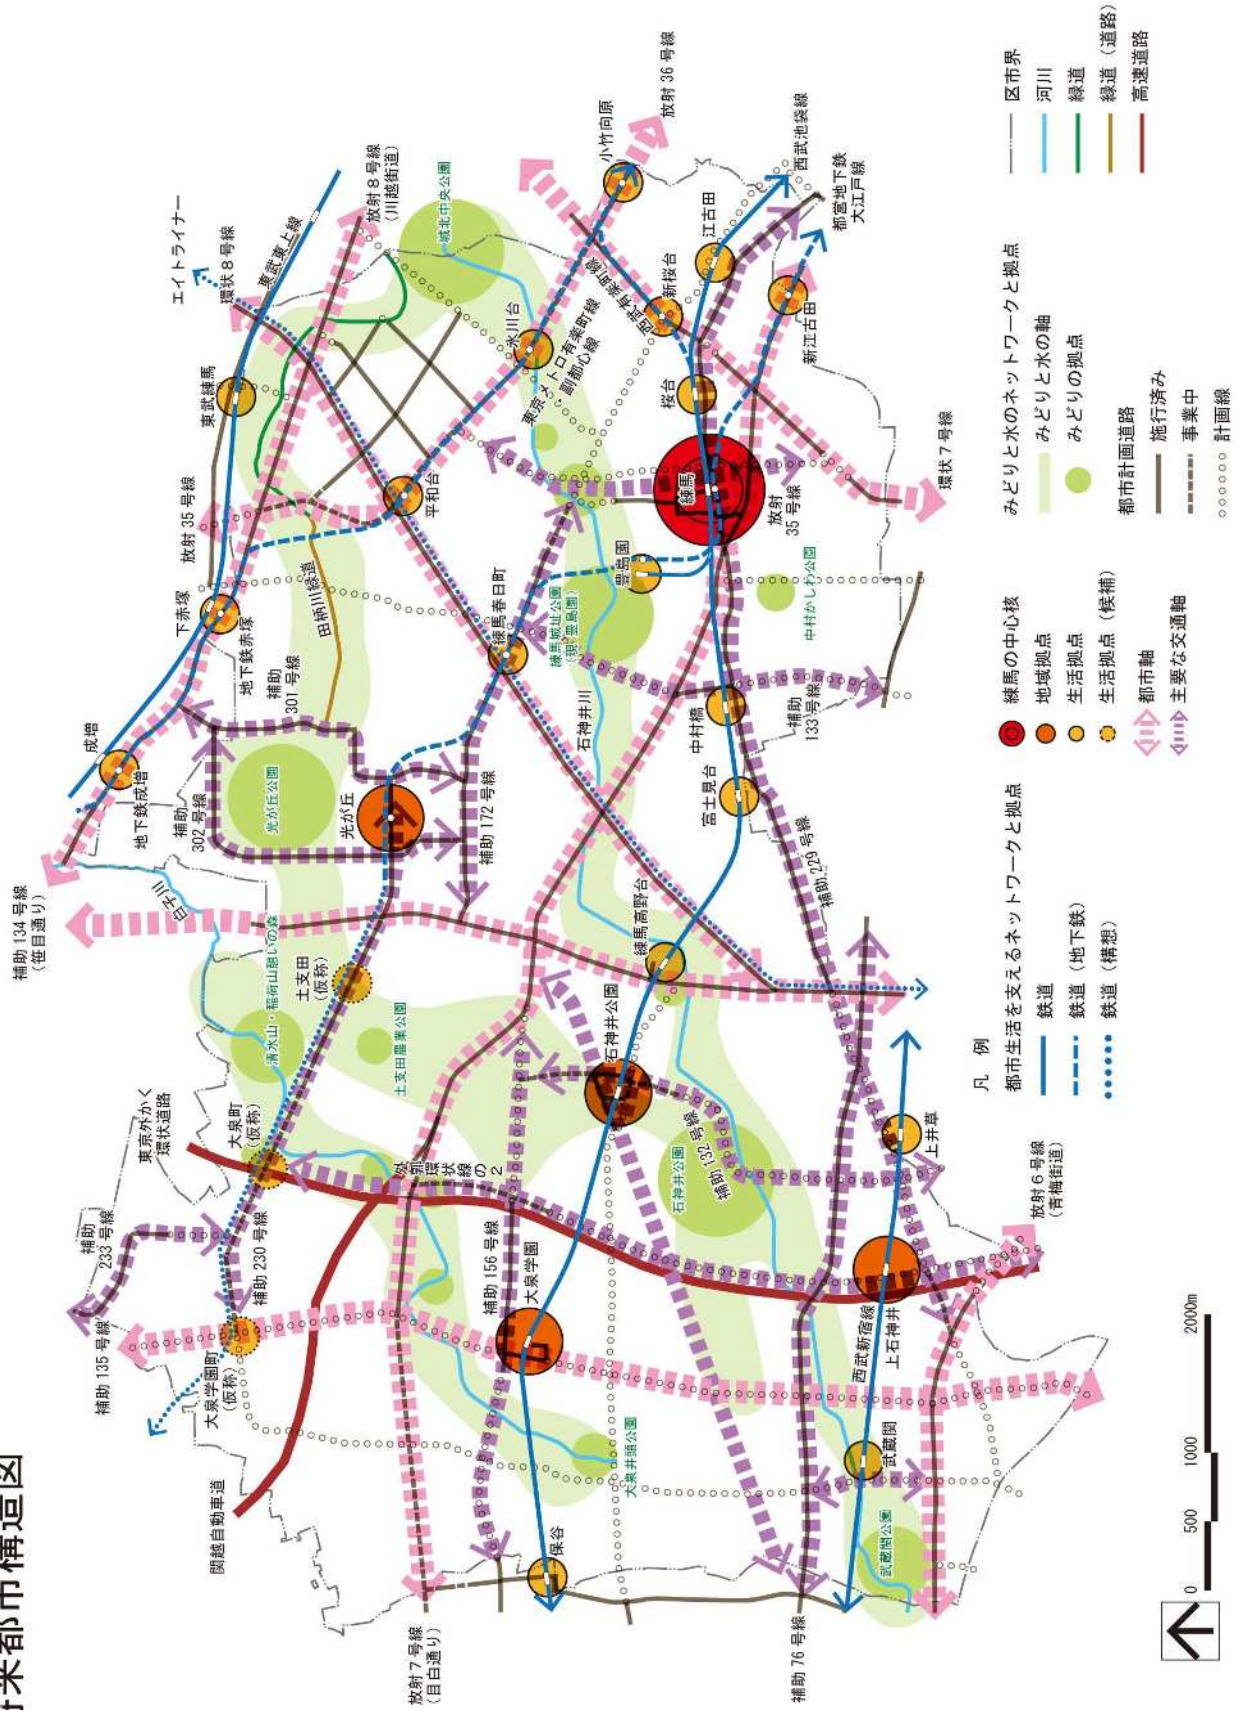 将来都市構造図
補助134号線
（笹目通り）
成増
地下鉄成増
補助
302号線
下赤塚
地下鉄赤塚
補助
301号線
放射35号線
東武練馬
エイトライナー
環状8号線
東武東上線
放射8号線
（川越街道）
城北中央公園
小竹向原
放射36号線
氷川台
東京メトロ有楽町線
・副都心線
西武有楽町線
新桜台
江古田
西武池袋線
都営地下鉄
大江戸線
新江古田
桜台
練馬
放射
35号線
環状7号線
平和台
田柄川緑道
練馬春日町
練馬城址公園
（現：豊島園）
豊島園
中村かしわ公園
石神井川
中村橋
補助
133号線
富士見台
補助229号線
光が丘公園
光が丘
補助172号線
白子川
練馬高野台
清水山・稲荷山憩いの森
土支田
（仮称）
土支田農業公園
石神井公園
東京外かく
環状道路
大泉町
（仮称）
外郭環状線の2
石神井公園
補助132号線
上井草
放射6号線
（青梅街道）
補助
233号線
補助230号線
補助156号線
大泉学園
補助135号線
大泉学園町
（仮称）
西武新宿線
上石神井
関越自動車道
大泉井頭公園
武蔵関
武蔵関公園
保谷
放射7号線
（目白通り）
補助76号線
凡　例
都市生活を支えるネットワークと拠点
鉄道
鉄道（地下鉄）
鉄道（構想）
練馬の中心核
地域拠点
生活拠点
生活拠点（候補）
都市軸
主要な交通軸
みどりと水のネットワークと拠点
みどりと水の軸
みどりの拠点
都市計画道路
施行済み
事業中
計画線
区市界
河川
緑道
緑道（道路）
高速道路
0
500
1000
2000m